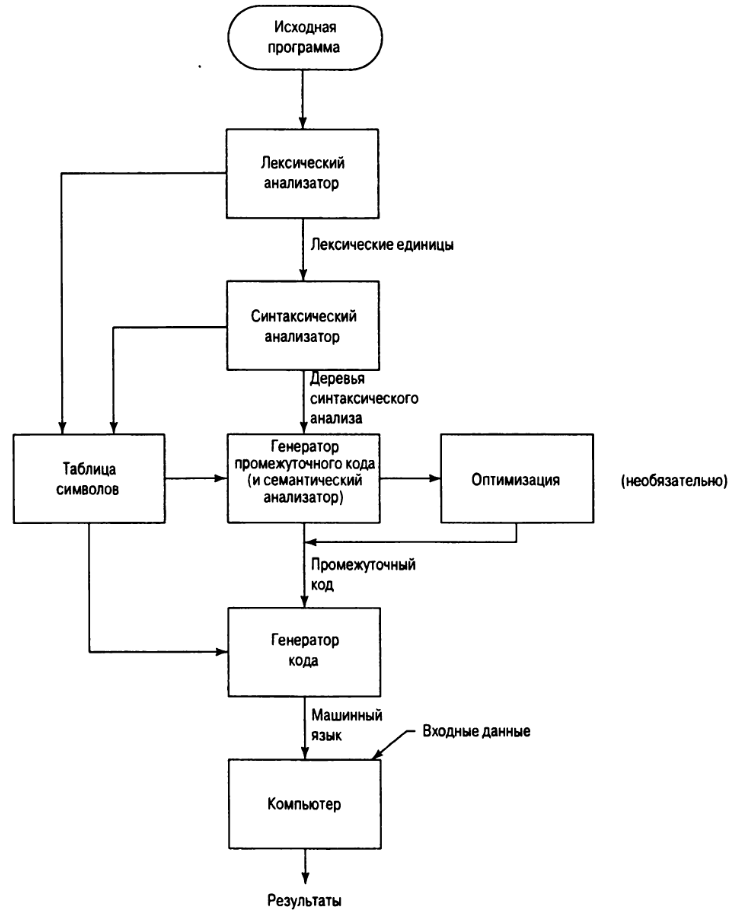 Исходная
программа
Лексический
анализатор
Лексические единицы
Синтаксический
анализатор
Деревья
синтаксического
анализа
Таблица
символов
Генератор
промежуточного кода
(и семантический
анализатор)
Оптимизация
(необязательно)
Промежуточный
код
Генератор
кода
Машинный
язык
Входные данные
Компьютер
Результаты